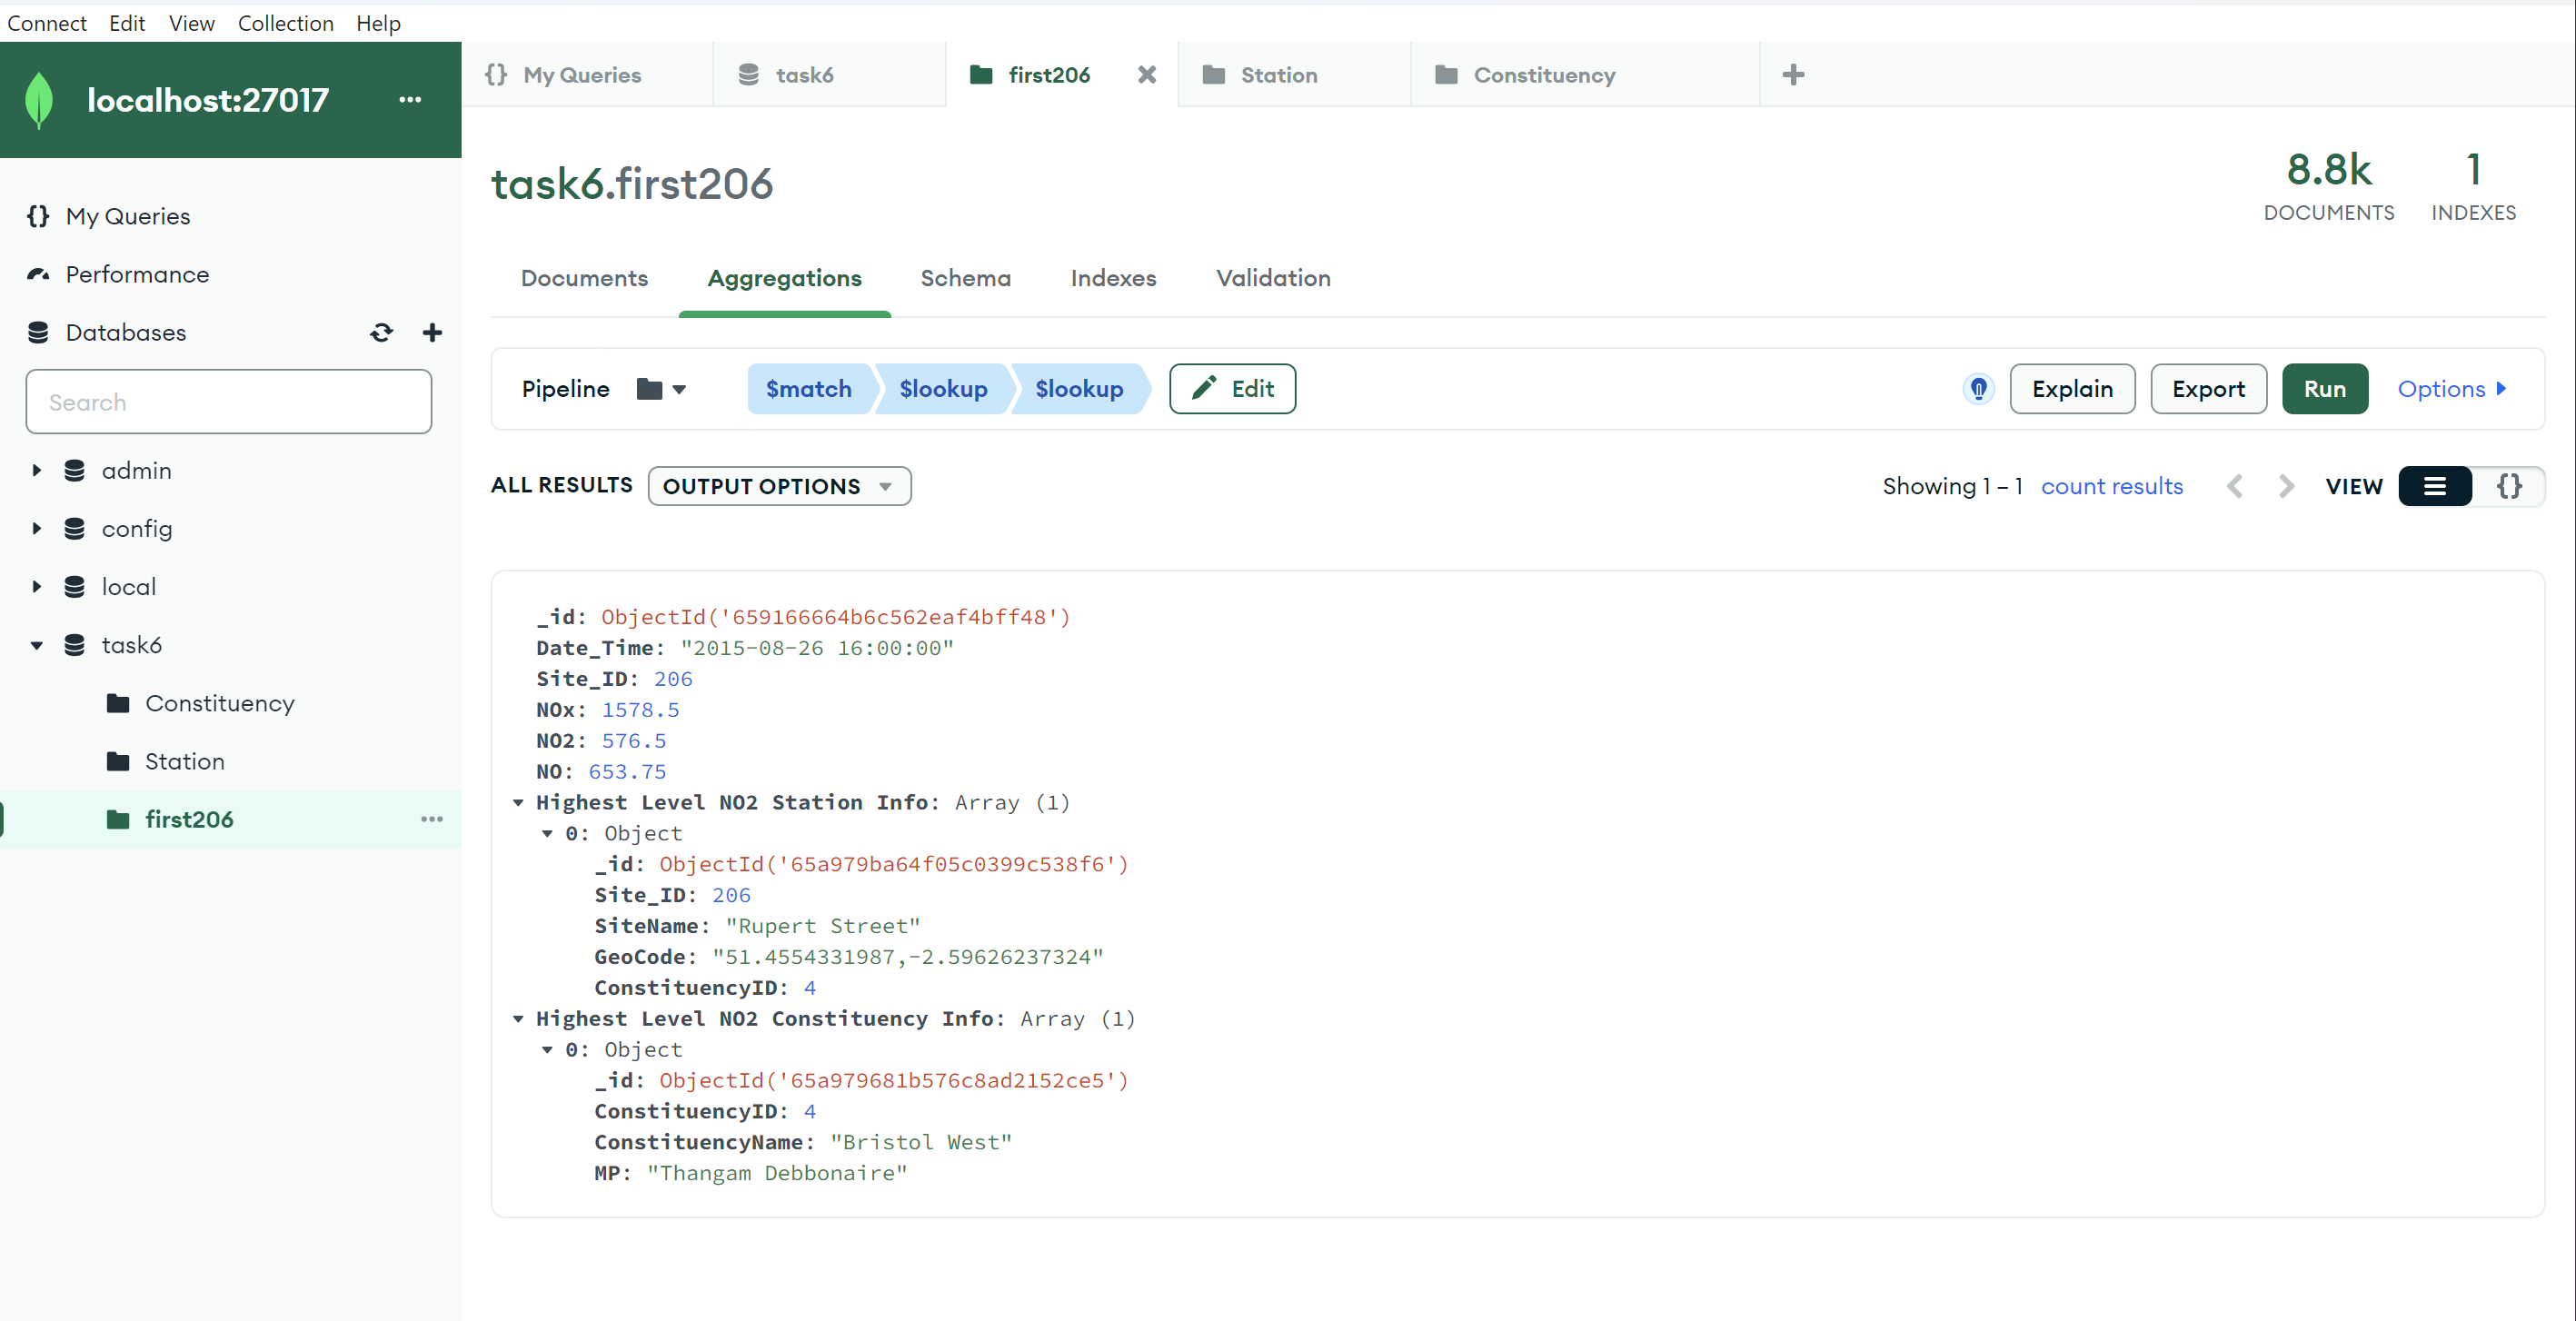 Connect Edit View Collection Help
localhost:27017 •••
{} My Queries
task6
first206
Station
Constituency
My Queries
Performance
Databases
Search
admin
config
local
task6
Constituency
Station
first206 •••
task6.first206
8.8k
DOCUMENTS
1
INDEXES
Documents Aggregations Schema Indexes Validation
Pipeline $match $lookup $lookup Edit Explain Export Run Options
ALL RESULTS OUTPUT OPTIONS Showing 1 – 1 count results VIEW {}
_id: ObjectId('659166664b6c562eaf4bff48')
Date_Time: "2015-08-26 16:00:00"
Site_ID: 206
NOx: 1578.5
NO2: 576.5
NO: 653.75
Highest Level NO2 Station Info: Array (1)
0: Object
_id: ObjectId('65a979ba64f05c0399c538f6')
Site_ID: 206
SiteName: "Rupert Street"
GeoCode: "51.4554331987,-2.59626237324"
ConstituencyID: 4
Highest Level NO2 Constituency Info: Array (1)
0: Object
_id: ObjectId('65a979681b576c8ad2152ce5')
ConstituencyID: 4
ConstituencyName: "Bristol West"
MP: "Thangam Debbonaire"